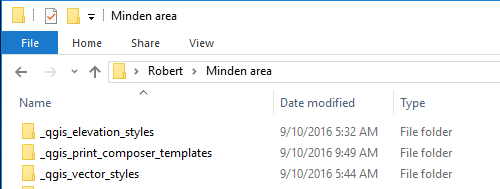 Minden area
File Home Share View
Robert Minden area
Name Date modified Type
_qgis_elevation_styles 9/10/2016 5:32 AM File folder
_qgis_print_composer_templates 9/10/2016 9:49 AM File folder
_qgis_vector_styles 9/10/2016 5:44 AM File folder